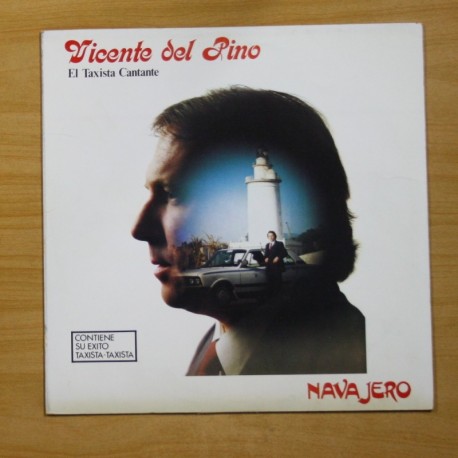 Vicente del Pino
El Taxista Cantante
CONTIENE
SU EXITO
TAXISTA-TAXISTA
NAVAJERO